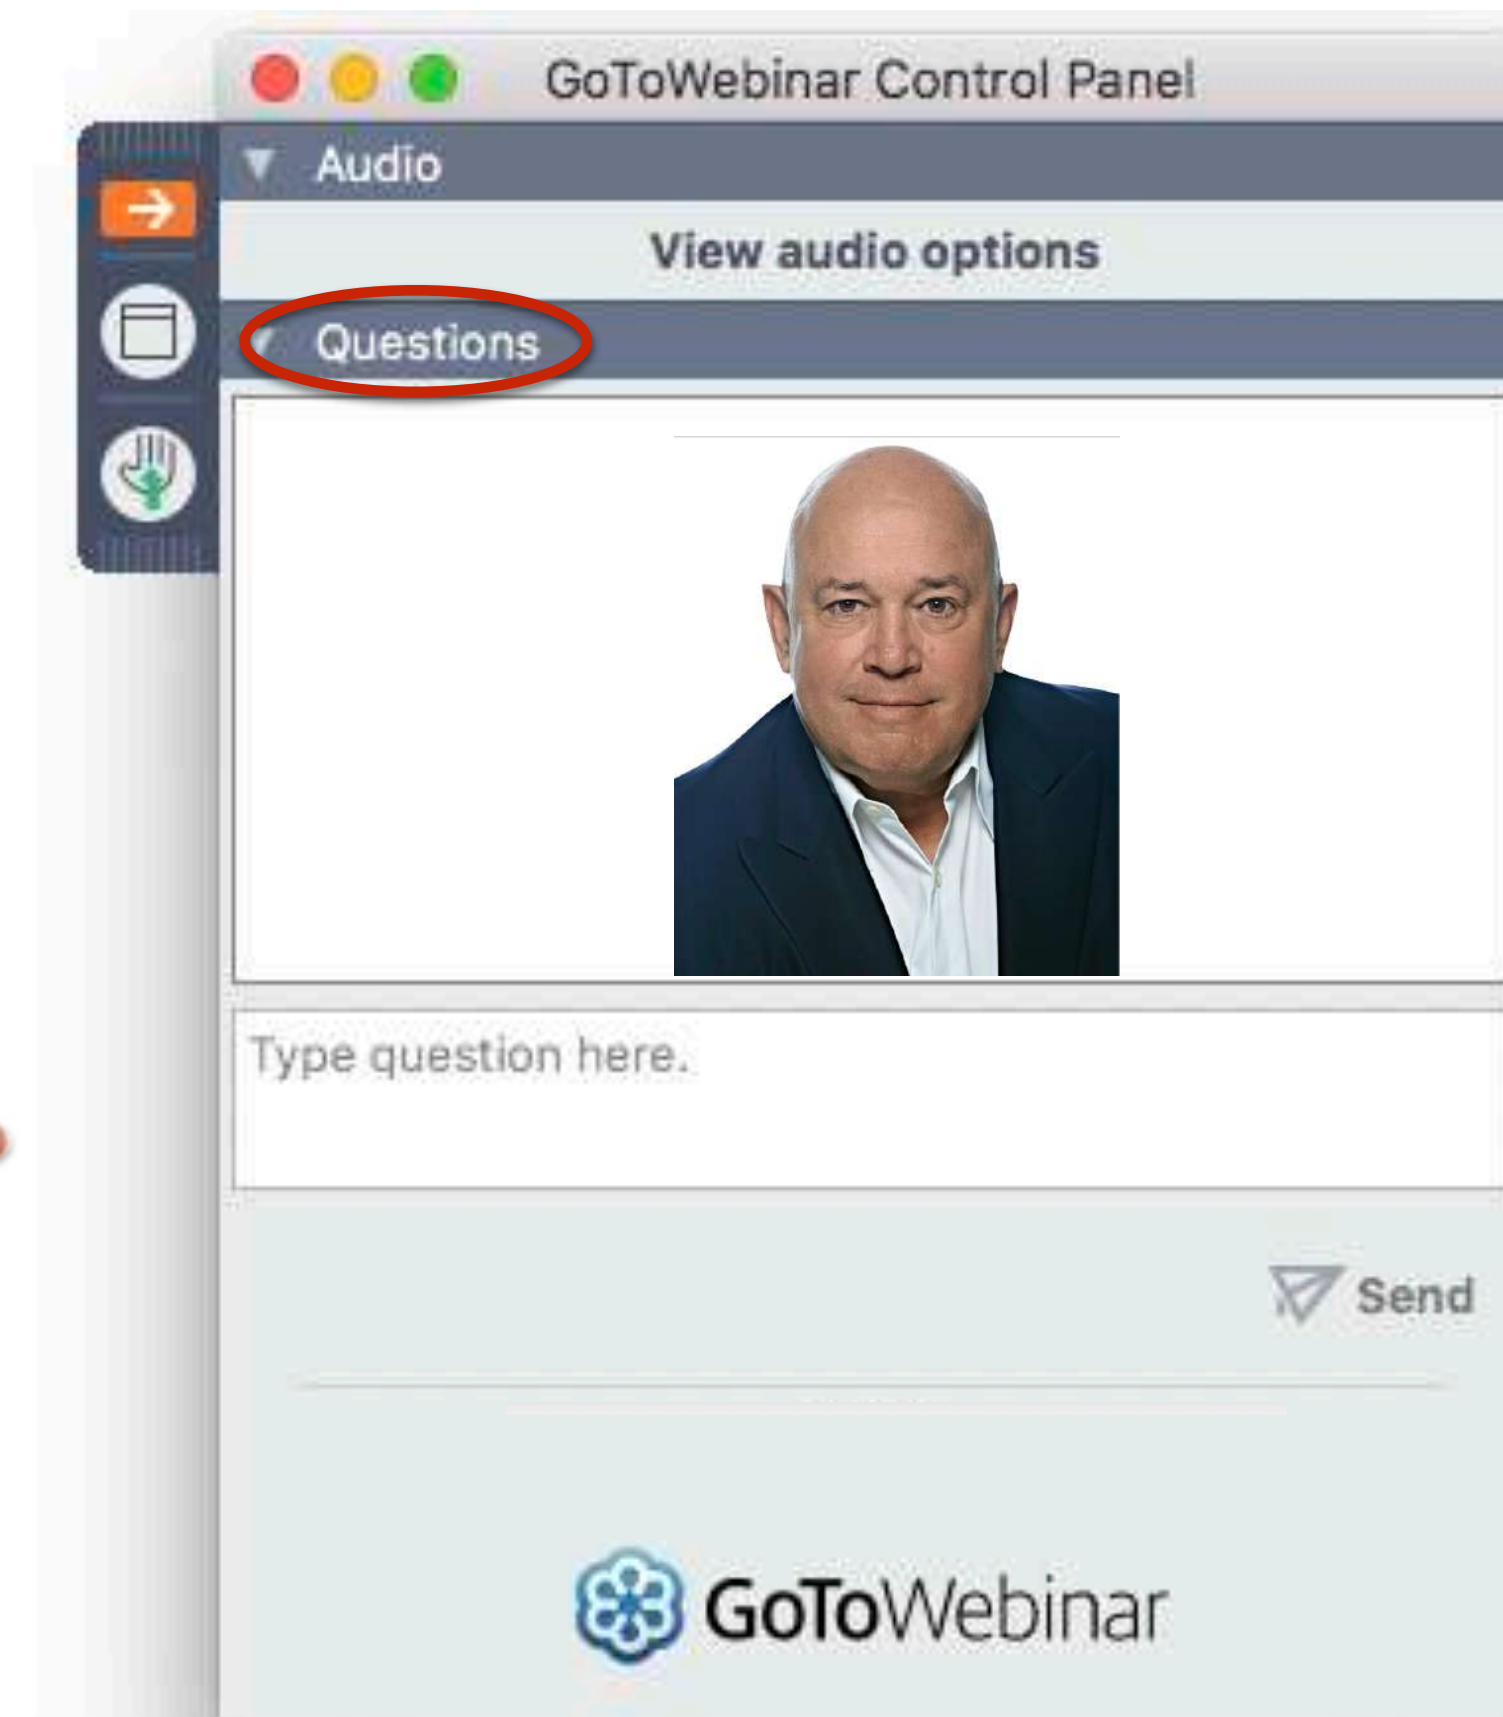 GoToWebinar Control Panel
Audio
View audio options
Questions
Type question here.
Send
GoToWebinar